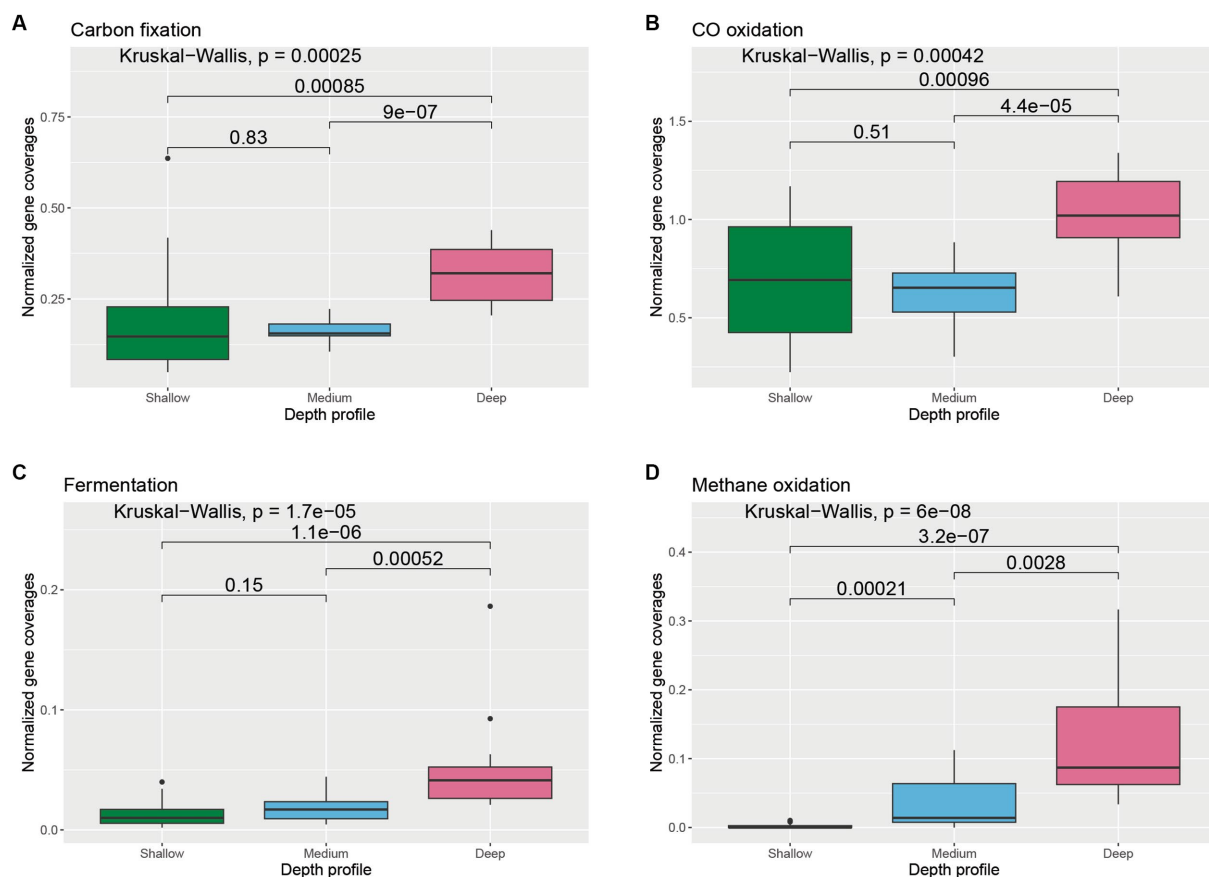 A
Carbon fixation
Kruskal−Wallis, p = 0.00025
0.00085
9e−07
0.83
0.75
0.50
0.25
Normalized gene coverages
Shallow
Medium
Deep
Depth profile
B
CO oxidation
Kruskal−Wallis, p = 0.00042
0.00096
4.4e−05
0.51
1.5
1.0
0.5
Normalized gene coverages
Shallow
Medium
Deep
Depth profile
C
Fermentation
Kruskal−Wallis, p = 1.7e−05
1.1e−06
0.00052
0.15
0.2
0.1
0.0
Normalized gene coverages
Shallow
Medium
Deep
Depth profile
D
Methane oxidation
Kruskal−Wallis, p = 6e−08
3.2e−07
0.0028
0.00021
0.4
0.3
0.2
0.1
0.0
Normalized gene coverages
Shallow
Medium
Deep
Depth profile